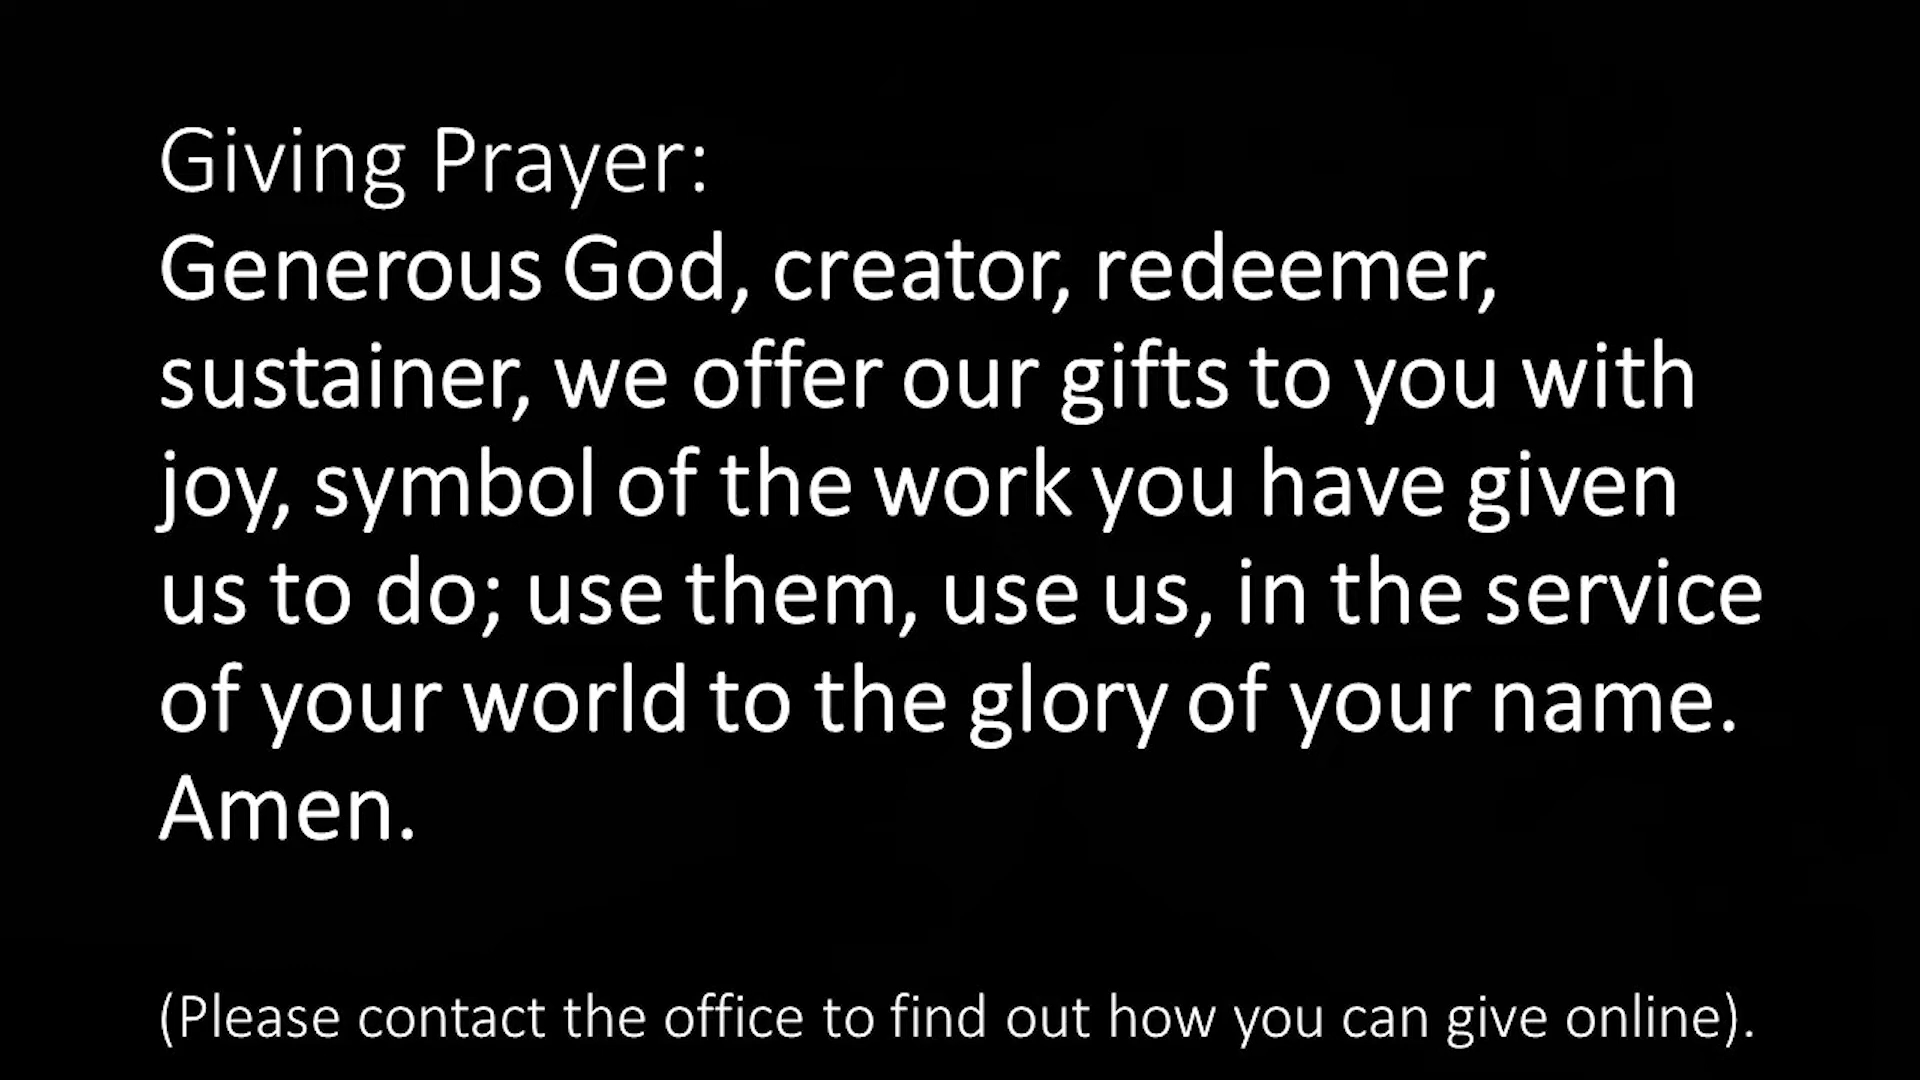 Giving Prayer:
Generous God, creator, redeemer,
sustainer, we offer our gifts to you with
joy, symbol of the work you have given
us to do; use them, use us, in the service
of your world to the glory of your name.
Amen.
(Please contact the office to find out how you can give online).